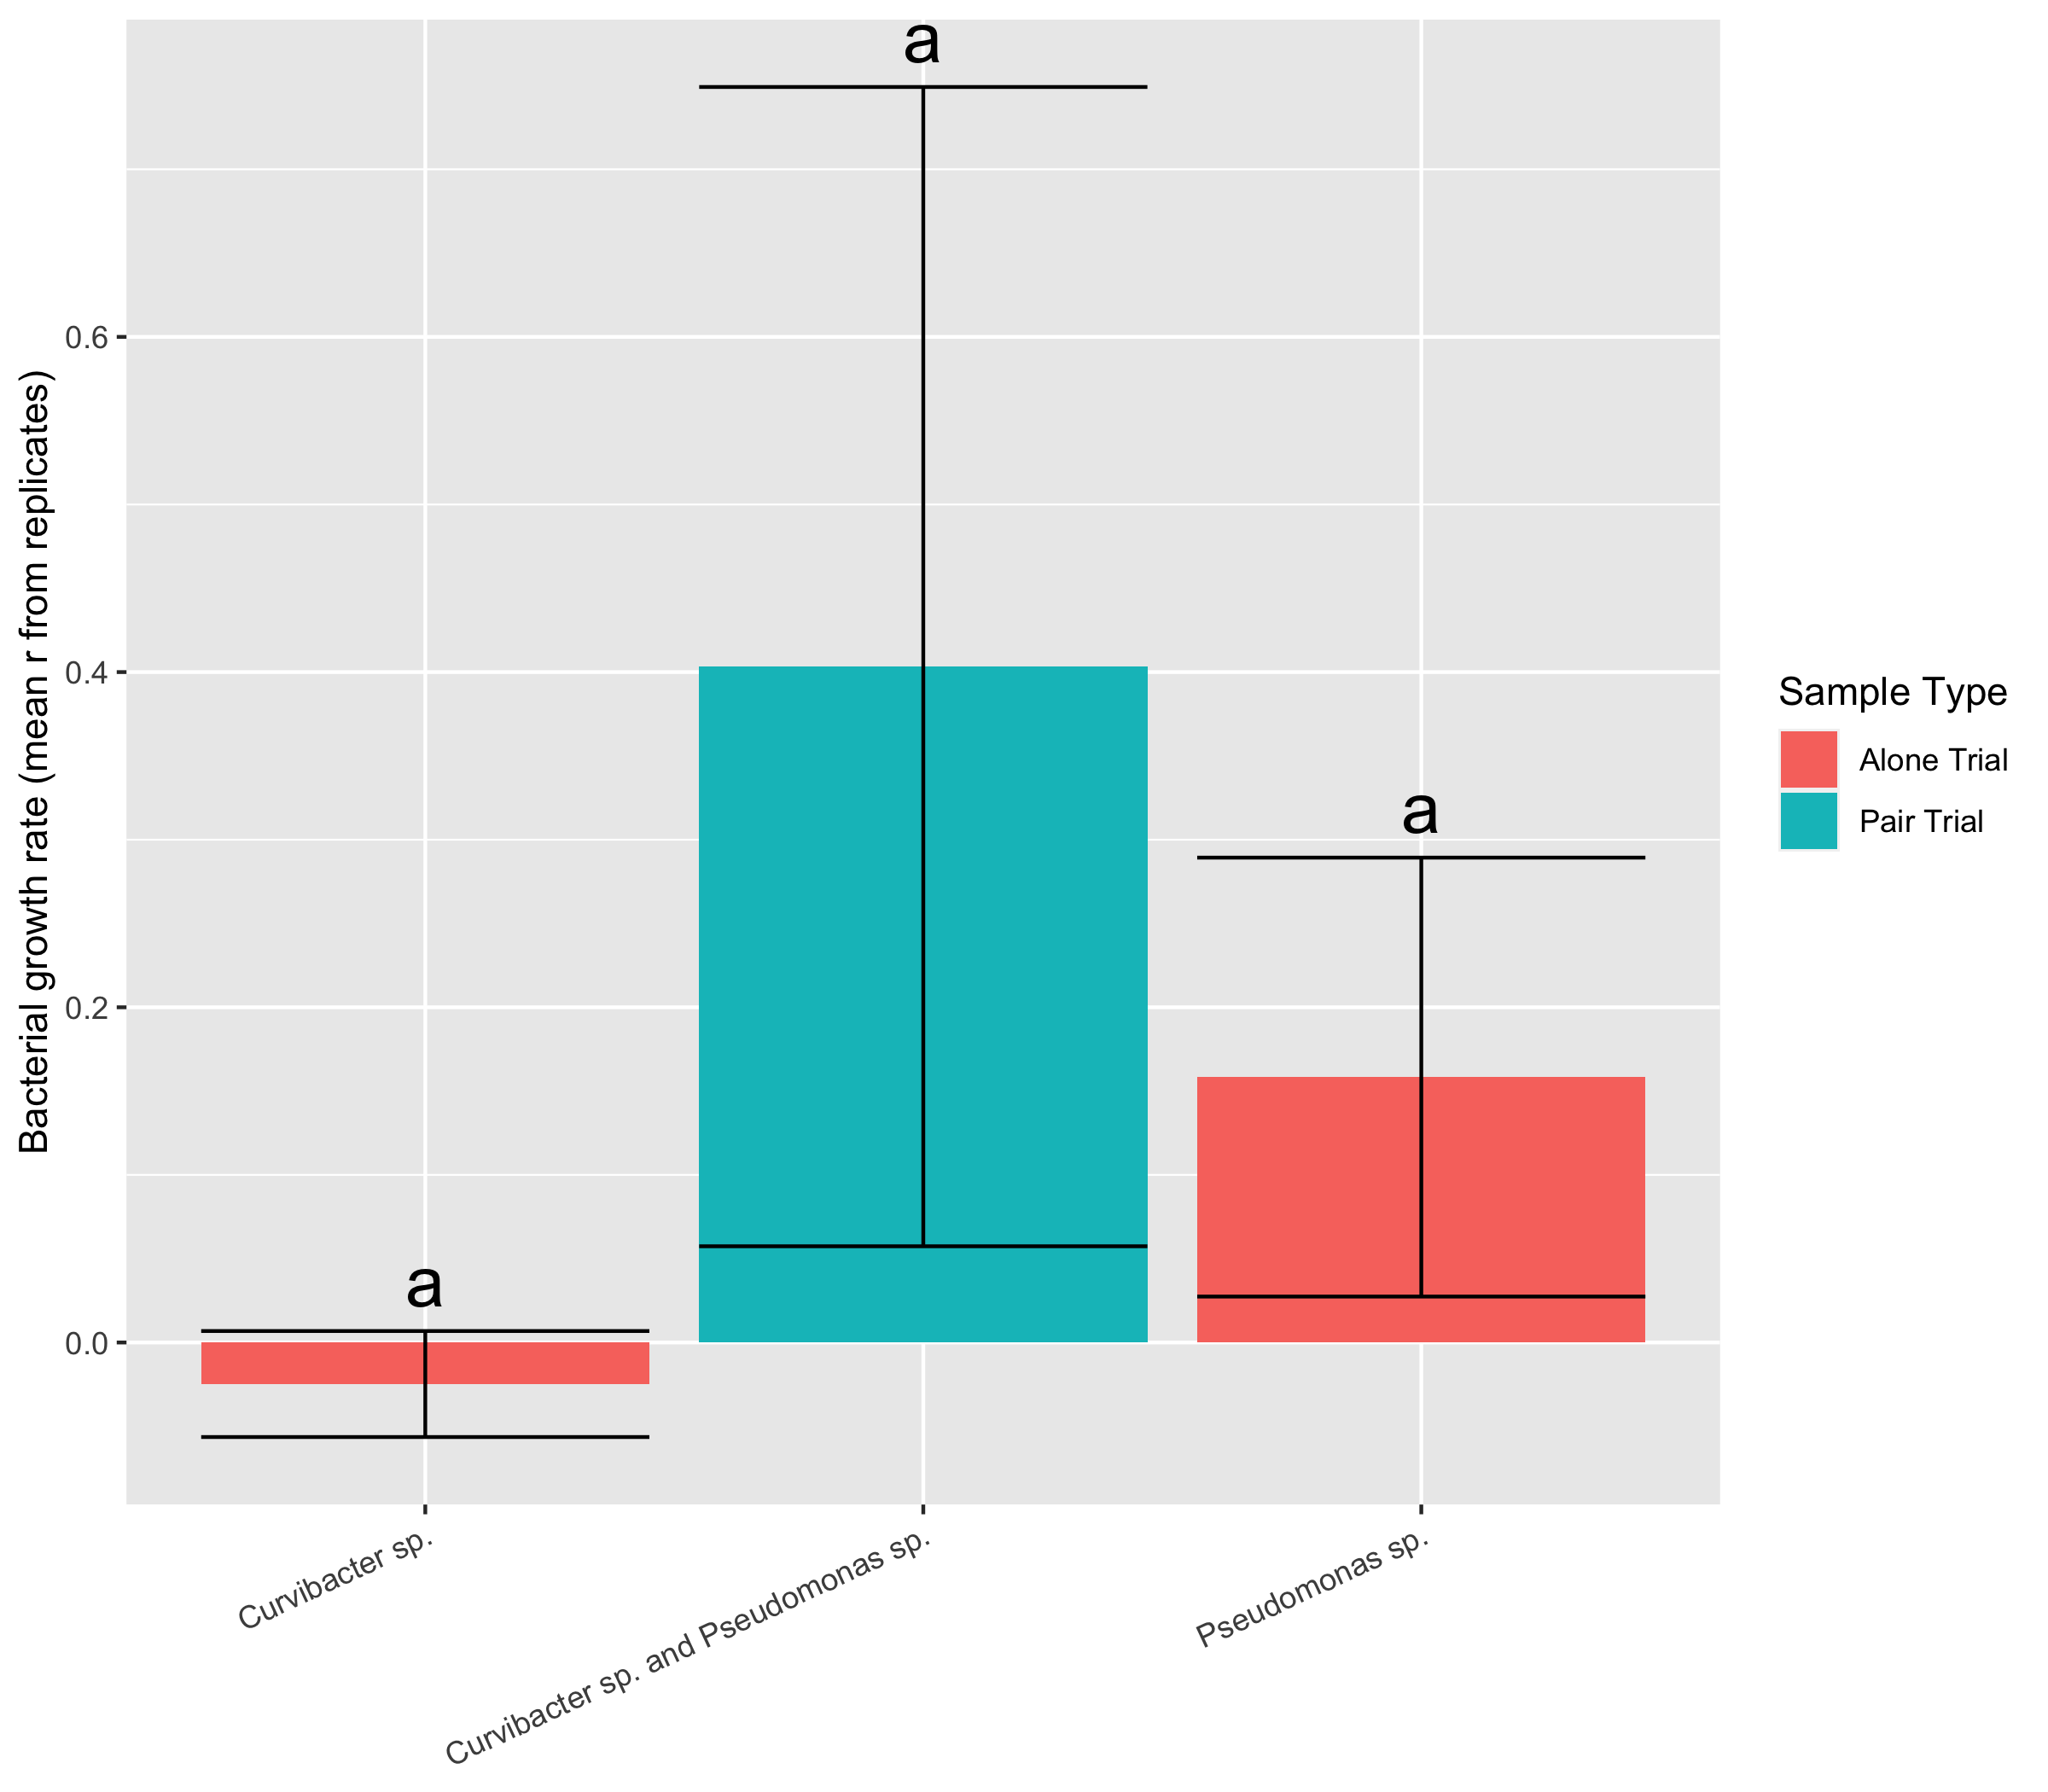 a
a
a
0.6
0.4
0.2
0.0
Bacterial growth rate (mean r from replicates)
Curvibacter sp.
Curvibacter sp. and Pseudomonas sp.
Pseudomonas sp.
Sample Type
Alone Trial
Pair Trial